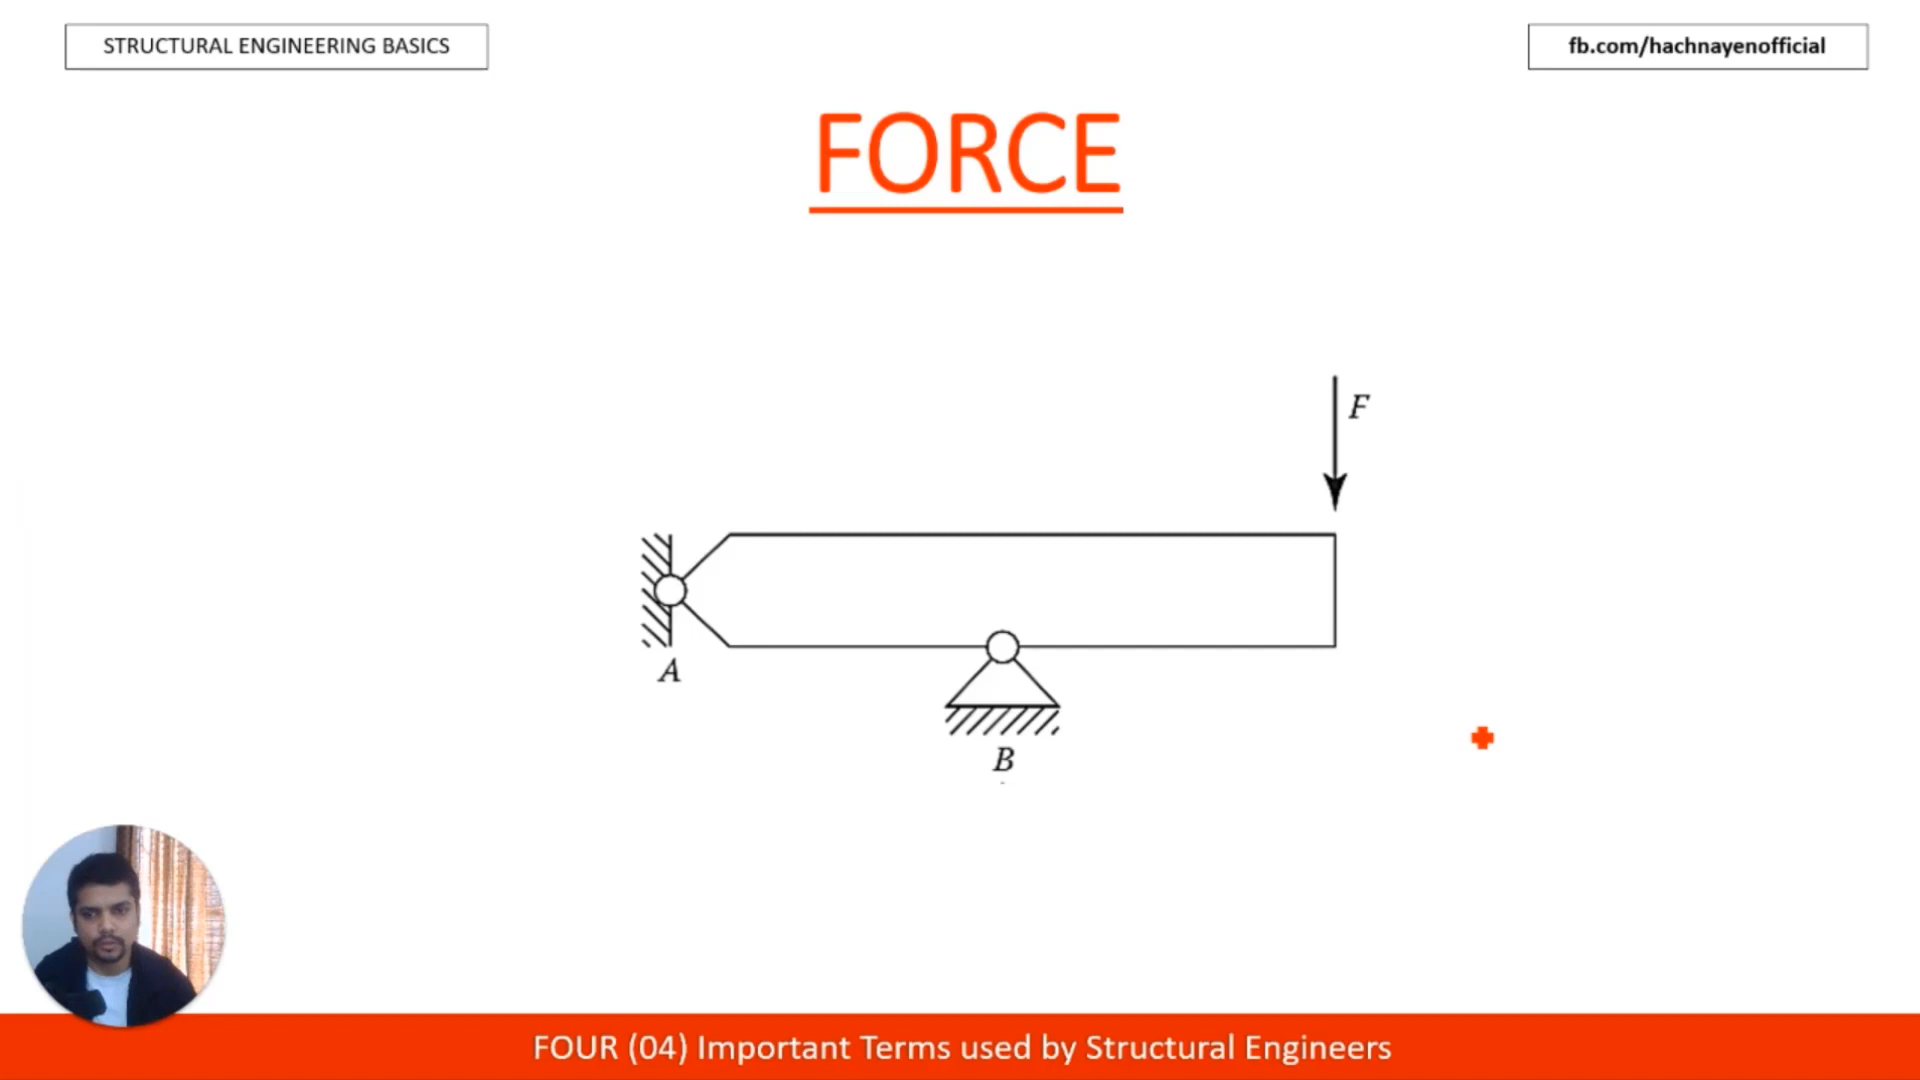 STRUCTURAL ENGINEERING BASICS
fb.com/hachnayenofficial
FORCE
F
A
B
FOUR (04) Important Terms used by Structural Engineers